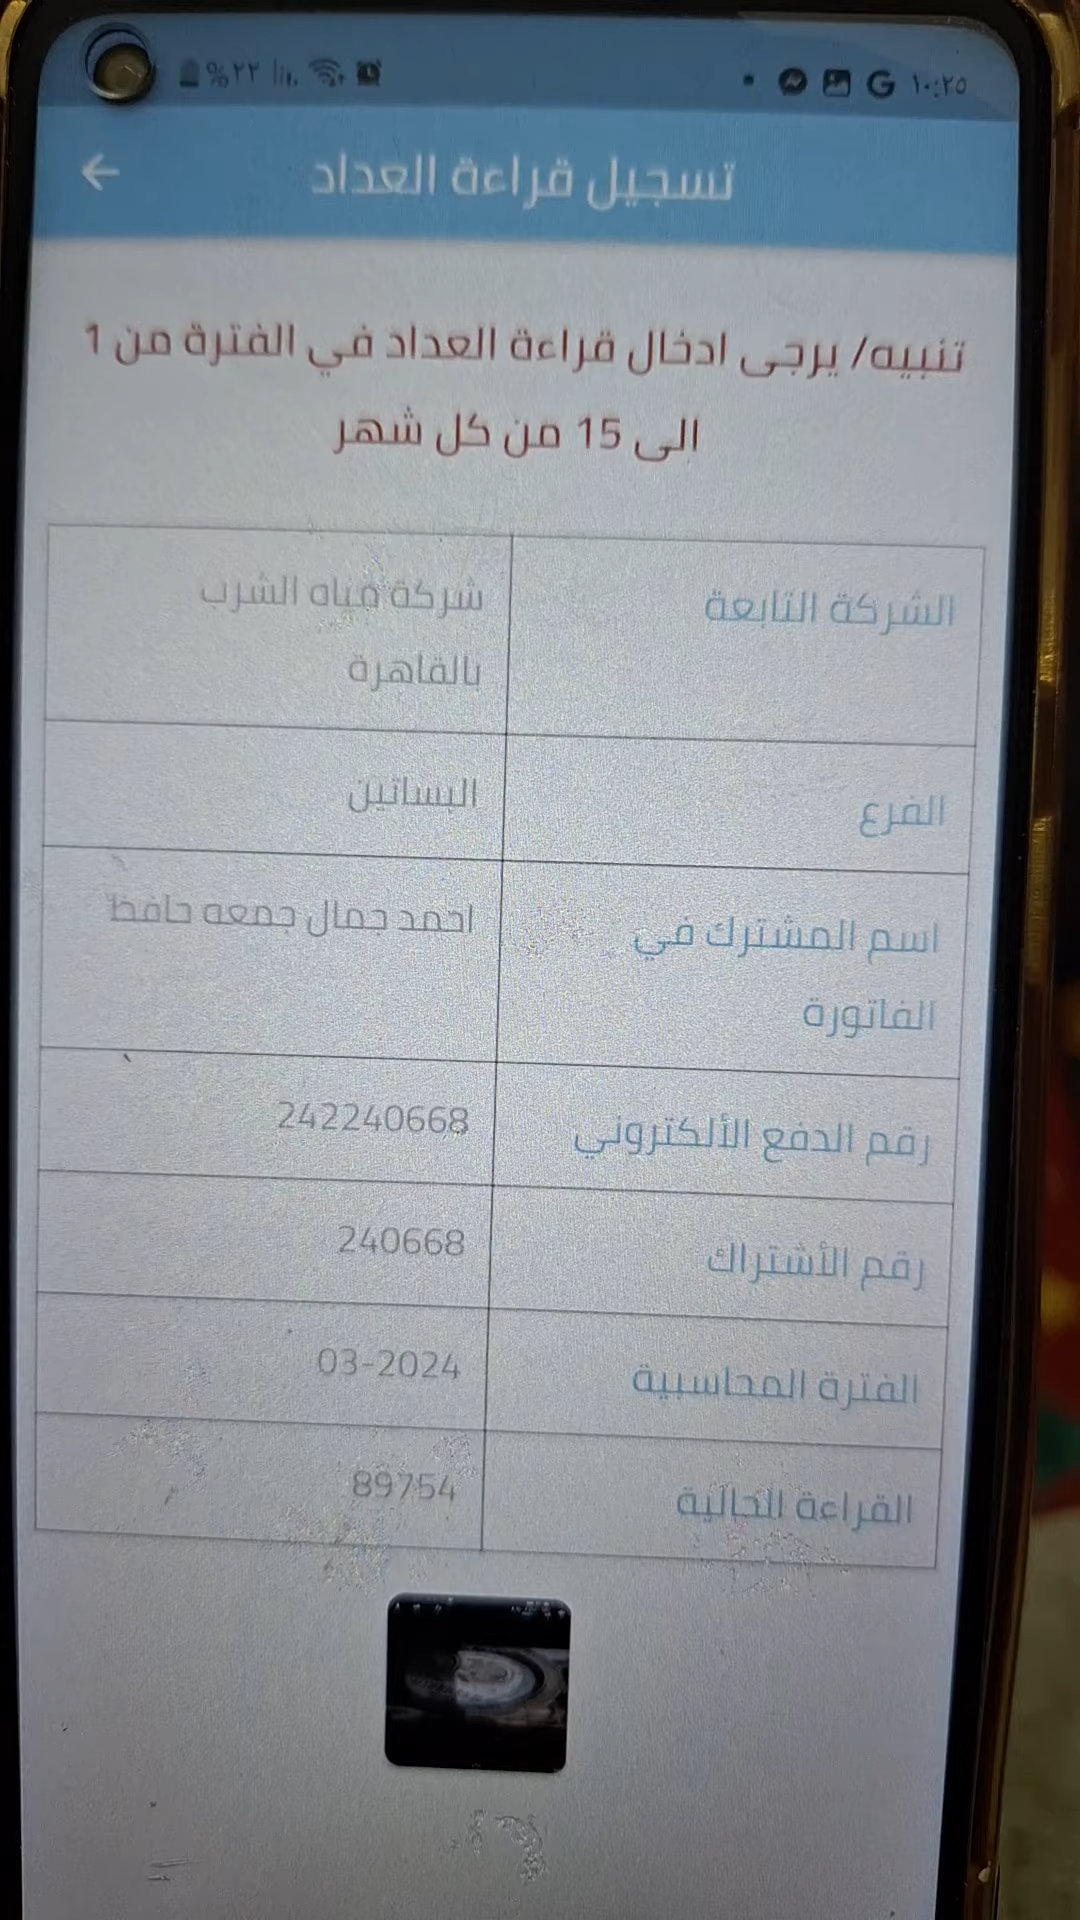 ١٠:٢٥
%٢٢
تسجيل قراءة العداد
تنبيه/ يرجى ادخال قراءة العداد في الفترة من 1
الى 15 من كل شهر
الشركة التابعة
شركة مياه الشرب
بالقاهرة
الفرع
البساتين
اسم المشترك في
الفاتورة
احمد جمال جمعه حافظ
رقم الدفع الألكتروني
242240668
رقم الأشتراك
240668
الفترة المحاسبية
03-2024
القراءة الحالية
89754